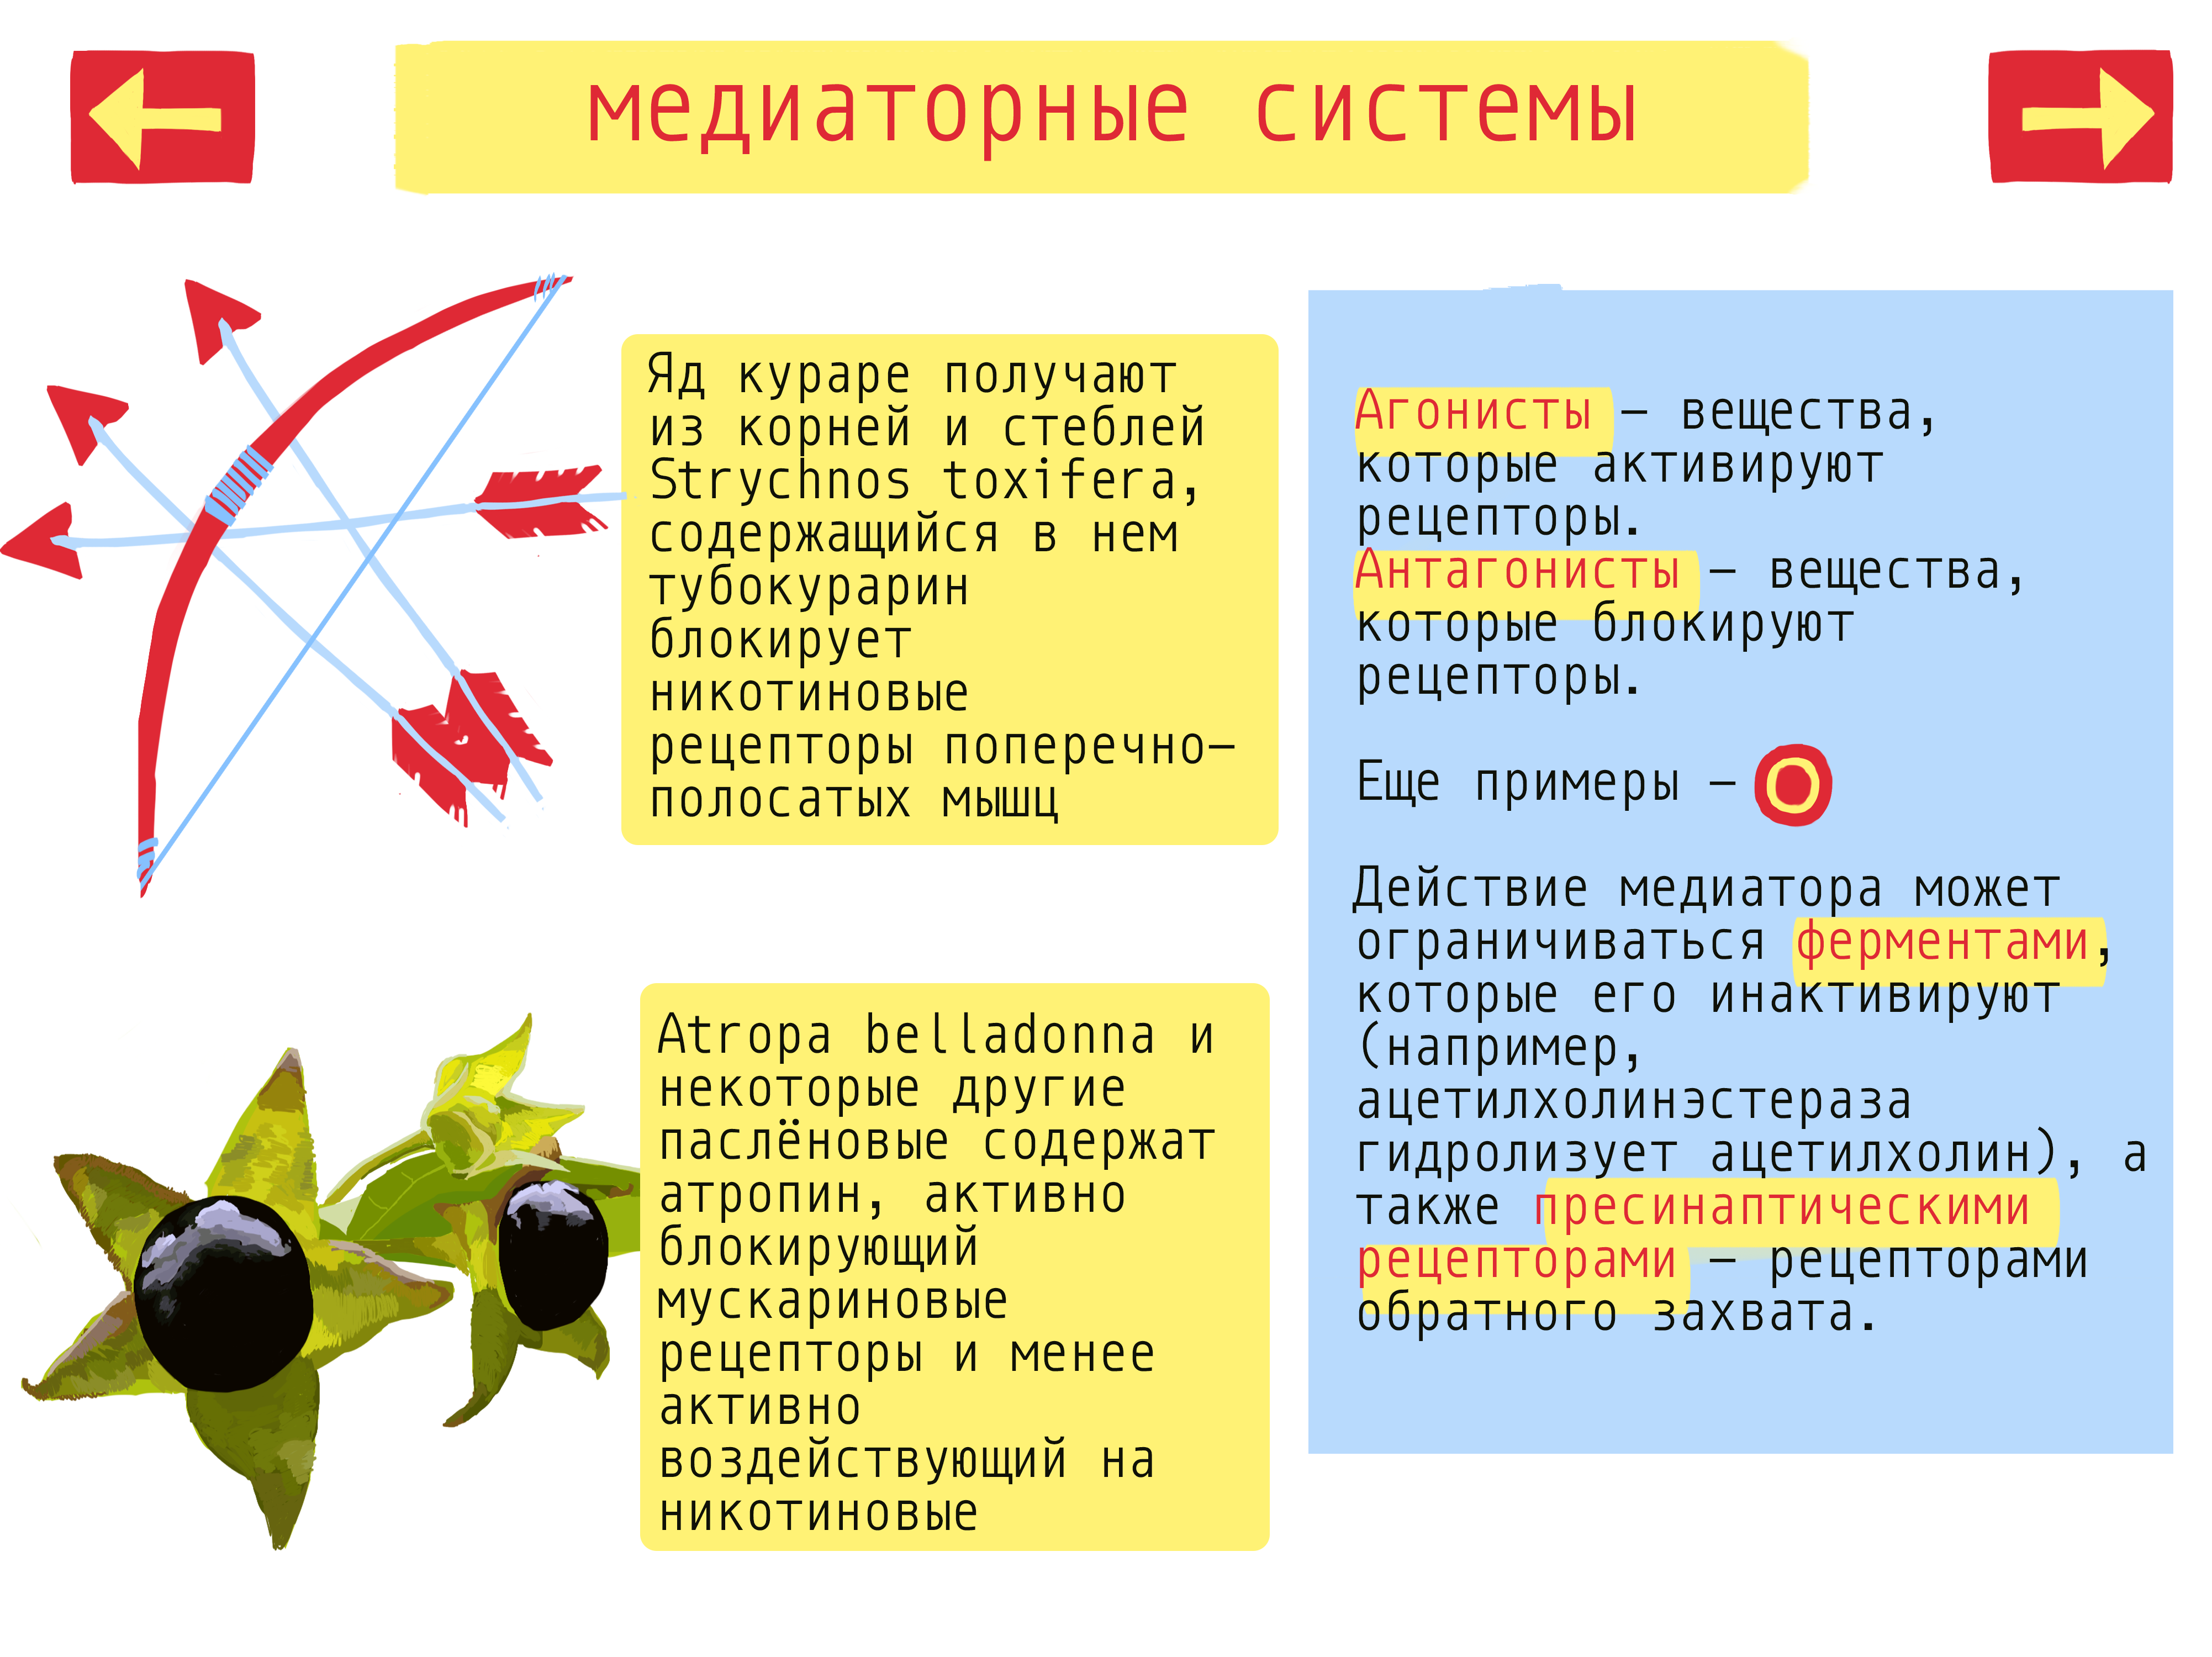 медиаторные системы
Яд кураре получают
из корней и стеблей
Strychnos toxifera,
содержащийся в нем
тубокурарин
блокирует
никотиновые
рецепторы поперечно–
полосатых мышц
Atropa belladonna и
некоторые другие
паслёновые содержат
атропин, активно
блокирующий
мускариновые
рецепторы и менее
активно
воздействующий на
никотиновые
Агонисты – вещества,
которые активируют
рецепторы.
Антагонисты – вещества,
которые блокируют
рецепторы.
Еще примеры –
Действие медиатора может
ограничиваться ферментами,
которые его инактивируют
(например,
ацетилхолинэстераза
гидролизует ацетилхолин), а
также пресинаптическими
рецепторами – рецепторами
обратного захвата.